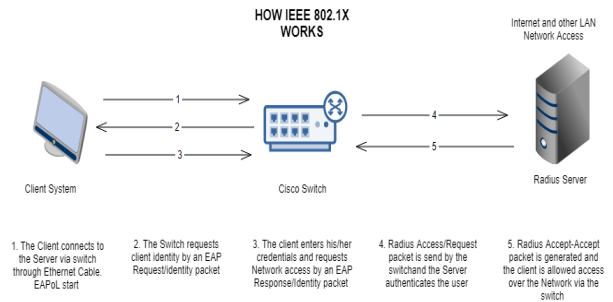 HOW IEEE 802.1X
WORKS
Internet and other LAN
Network Access
1
2
3
4
5
Client System
Cisco Switch
Radius Server
1. The Client connects to
the Server via switch
through Ethernet Cable.
EAPoL start
2. The Switch requests
client identity by an EAP
Request/identity packet
3. The client enters his/her
credentials and requests
Network access by an EAP
Response/Identity packet
4. Radius Access/Request
packet is send by the
switchand the Server
authenticates the user
5. Radius Accept-Accept
packet is generated and
the client is allowed access
over the Network via the
switch